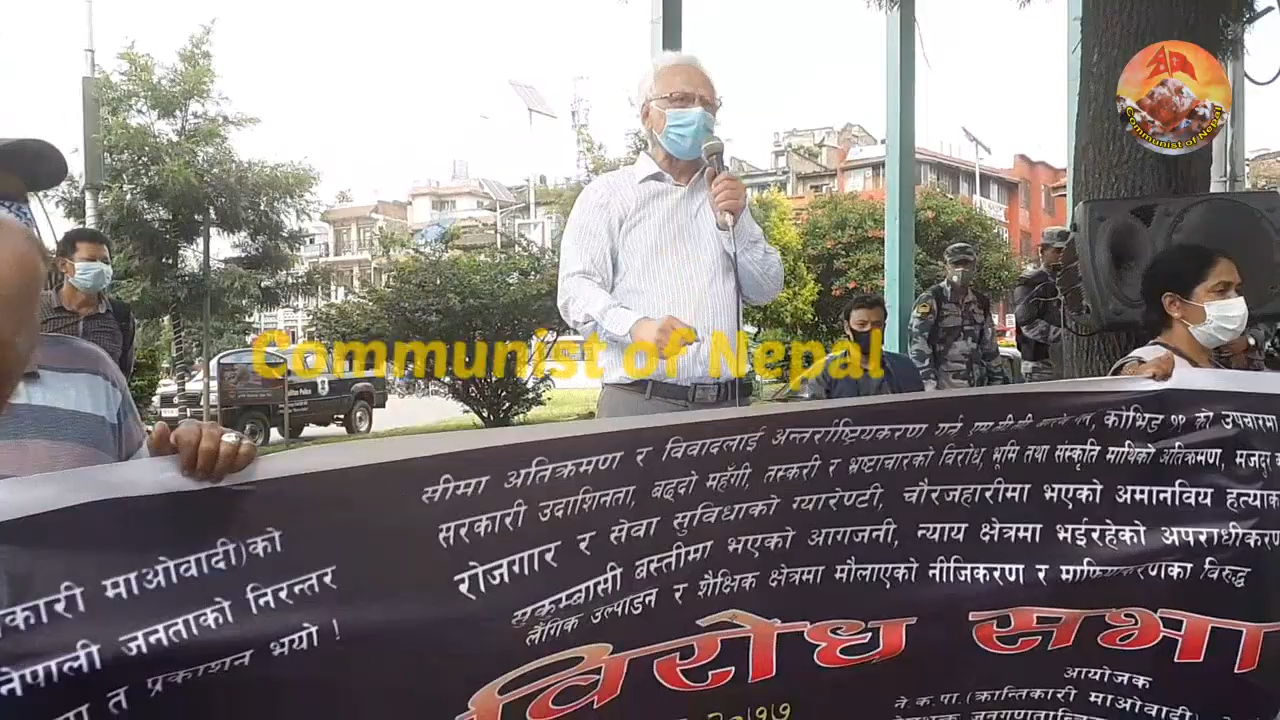 Communist of Nepal
Communist of Nepal
सीमा अतिक्रमण र विवादलाई अन्तर्राष्ट्रियकरण गर्न, कोभिड १९ को उपचारमा
सरकारी उदाशिनता, बढ्दो महँगी, तस्करी र भ्रष्टाचारको विरोध, भूमि तथा संस्कृति माथिको अतिक्रमण, मजदुर
रोजगार र सेवा सुविधाको ग्यारेण्टी, चौरजहारीमा भएको अमानविय हत्याका
सुकम्बासी बस्तीमा भएको आगजनी, न्याय क्षेत्रमा भईरहेको अपराधीकरण
लैंगिक उत्पीडन र शैक्षिक क्षेत्रमा मौलाएको नीजिकरण र माफियाकरणका विरुद्ध
विरोध सभा
कारी माओवादी)को
नेपाली जनताको निरन्तर
त प्रकाशन भयो !
आयोजक
ने.क.पा.(क्रान्तिकारी माओवादी)
२०७७